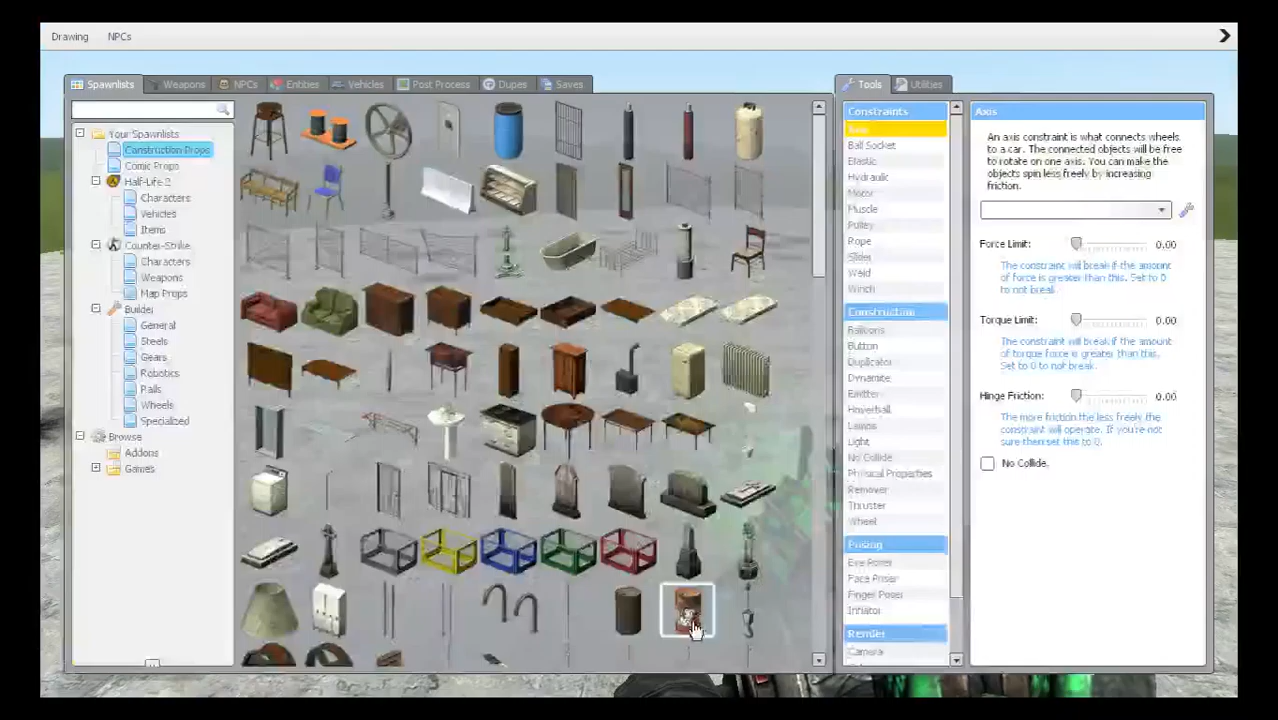 Drawing NPCs
Spawnlists Weapons NPCs Entities Vehicles Post Process Dupes Saves
Your Spawnlists
Construction Props
Comic Props
Half-Life 2
Characters
Vehicles
Items
Counter-Strike
Characters
Weapons
Map Props
Builder
General
Steels
Gears
Robotics
Rails
Wheels
Specialized
Browse
Addons
Games
Tools Utilities
Constraints
Axis
Ball Socket
Elastic
Hydraulic
Motor
Muscle
Pulley
Rope
Slider
Weld
Winch
Construction
Balloons
Button
Duplicator
Dynamite
Emitter
Hoverball
Lamps
Light
No Collide
Physical Properties
Remover
Thruster
Wheel
Posing
Eye Poser
Face Poser
Finger Poser
Inflator
Render
Camera
Axis
An axis constraint is what connects wheels
to a car. The connected objects will be free
to rotate on one axis. You can make the
objects spin less freely by increasing
friction.
Force Limit: 0.00
The constraint will break if the amount
of force is greater than this. Set to 0
to not break.
Torque Limit: 0.00
The constraint will break if the amount
of torque force is greater than this.
Set to 0 to not break.
Hinge Friction: 0.00
The more friction the less freely the
constraint will operate. If you're not
sure then set this to 0.
No Collide.